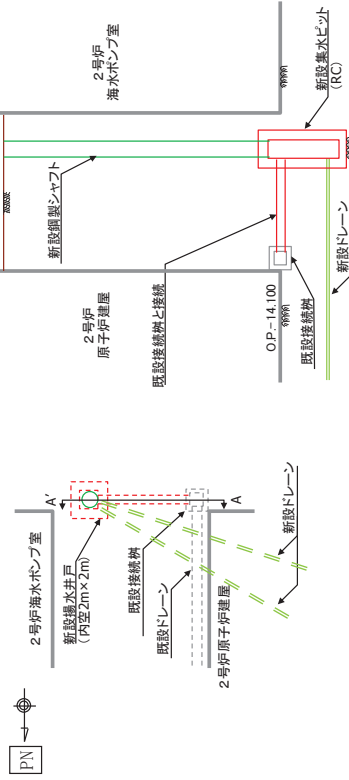 PN
2号炉海水ポンプ室
新設揚水井戸
(内空2m×2m)
A'
A
既設接続桝
既設ドレーン
2号炉原子炉建屋
新設ドレーン
2号炉
原子炉建屋
2号炉
海水ポンプ室
新設鋼製シャフト
既設接続桝と接続
O.P.-14.100
既設接続桝
新設ドレーン
新設集水ピット
(RC)